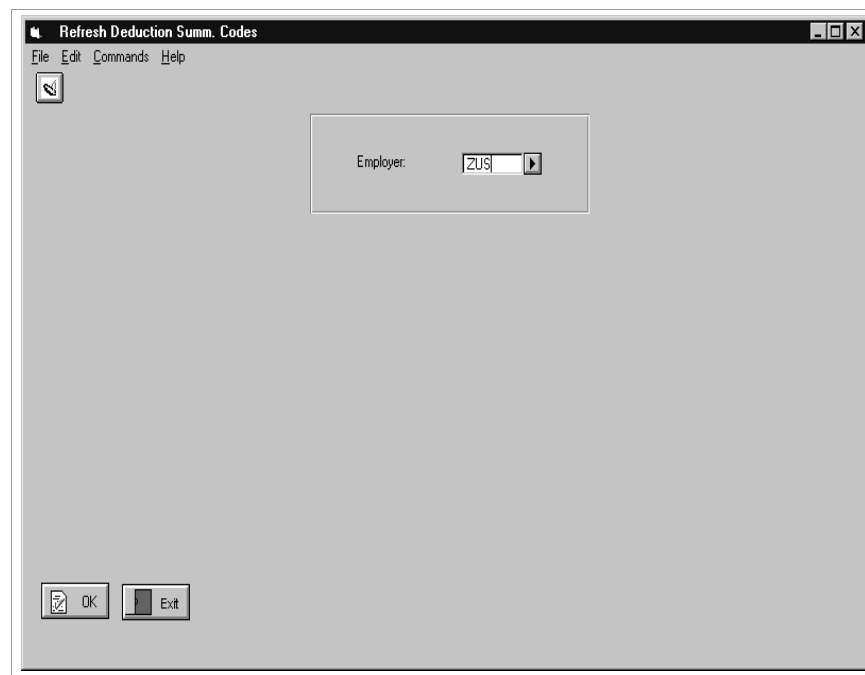 Refresh Deduction Summ. Codes
File Edit Commands Help
Employer: ZUS
OK Exit